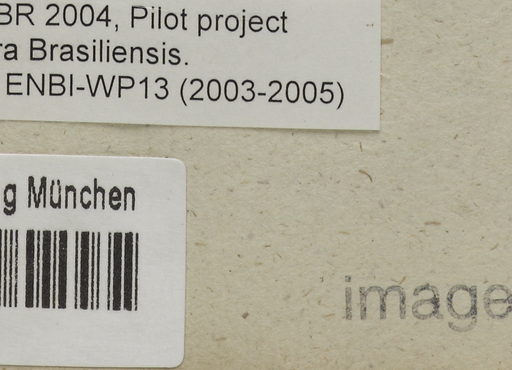 BR 2004, Pilot project
ra Brasiliensis.
ENBI-WP13 (2003-2005)
g München
image